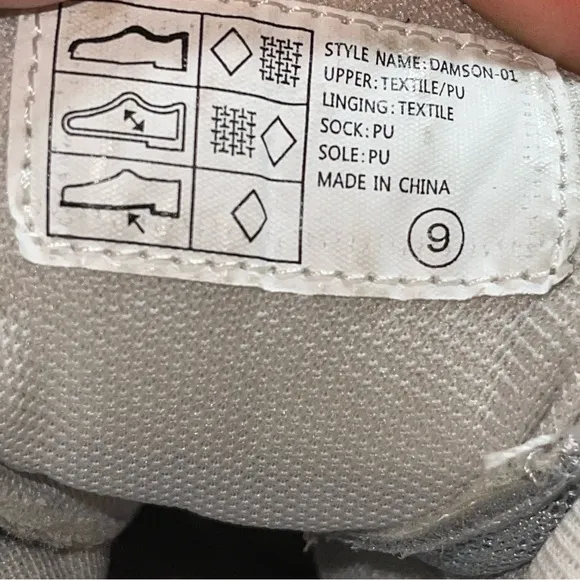 STYLE NAME: DAMSON-01
UPPER: TEXTILE/PU
LINGING: TEXTILE
SOCK: PU
SOLE: PU
MADE IN CHINA
9